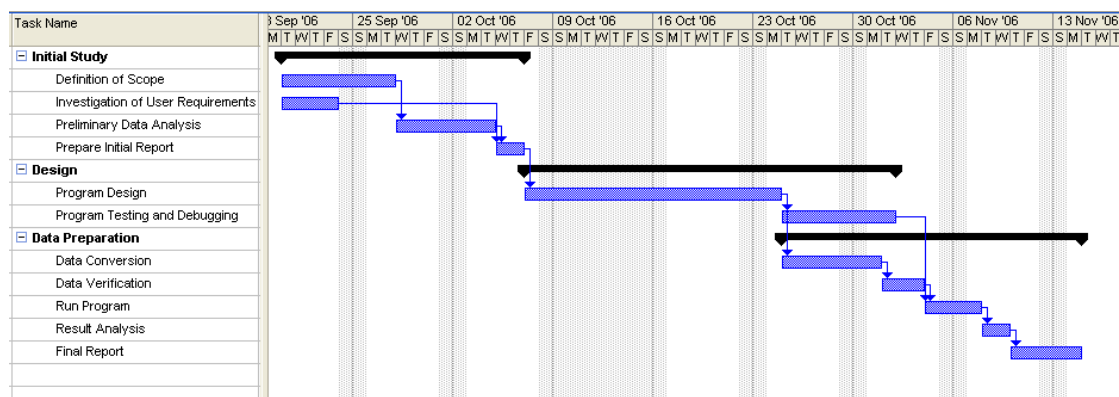 Task Name
3 Sep '06 25 Sep '06 02 Oct '06 09 Oct '06 16 Oct '06 23 Oct '06 30 Oct '06 06 Nov '06 13 Nov '06
M T W T F S S M T W T F S S M T W T F S S M T W T F S S M T W T F S S M T W T F S S M T W T F S S M T W T F S S M T W T
Initial Study
Definition of Scope
Investigation of User Requirements
Preliminary Data Analysis
Prepare Initial Report
Design
Program Design
Program Testing and Debugging
Data Preparation
Data Conversion
Data Verification
Run Program
Result Analysis
Final Report